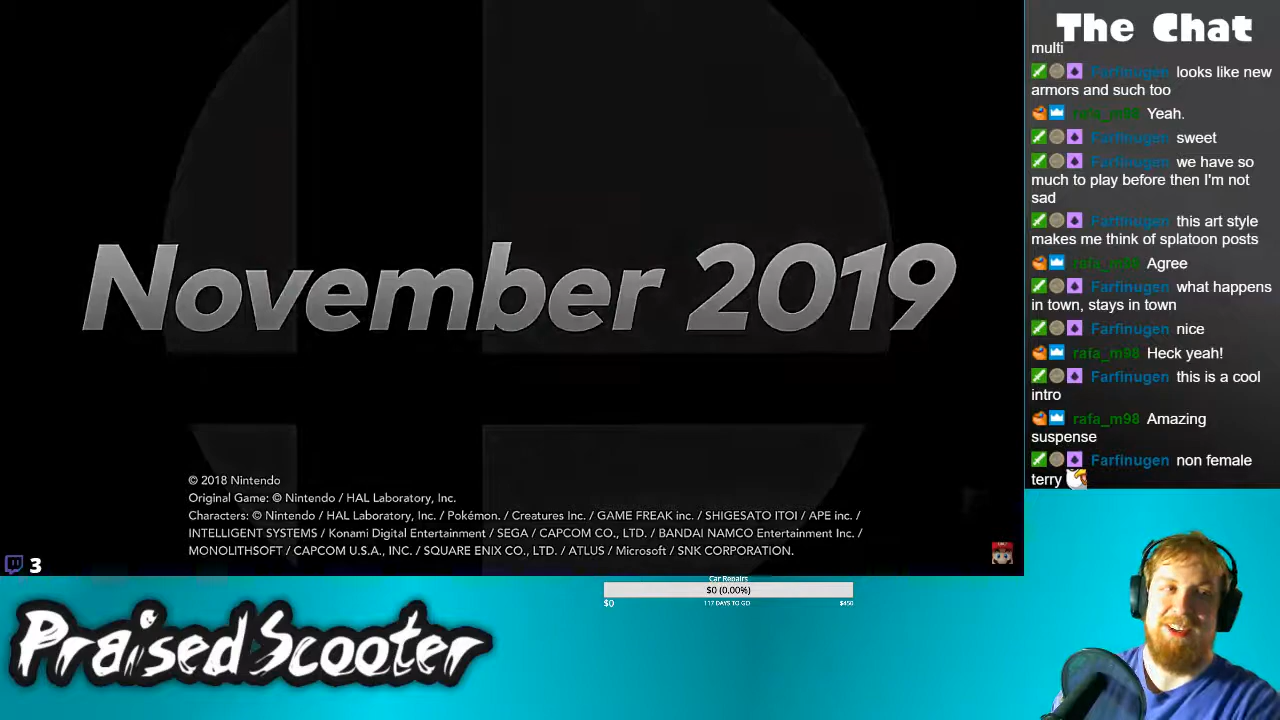 November 2019
© 2018 Nintendo
Original Game: © Nintendo / HAL Laboratory, Inc.
Characters: © Nintendo / HAL Laboratory, Inc. / Pokémon. / Creatures Inc. / GAME FREAK inc. / SHIGESATO ITOI / APE inc. /
INTELLIGENT SYSTEMS / Konami Digital Entertainment / SEGA / CAPCOM CO., LTD. / BANDAI NAMCO Entertainment Inc. /
MONOLITHSOFT / CAPCOM U.S.A., INC. / SQUARE ENIX CO., LTD. / ATLUS / Microsoft / SNK CORPORATION.
3
The Chat
multi
Farfinugen looks like new
armors and such too
rafa_m98 Yeah.
Farfinugen sweet
Farfinugen we have so
much to play before then I'm not
sad
Farfinugen this art style
makes me think of splatoon posts
rafa_m98 Agree
Farfinugen what happens
in town, stays in town
Farfinugen nice
rafa_m98 Heck yeah!
Farfinugen this is a cool
intro
rafa_m98 Amazing
suspense
Farfinugen non female
terry
Car Repairs
$0 (0.00%)
$0 117 DAYS TO GO $450
PraisedScooter